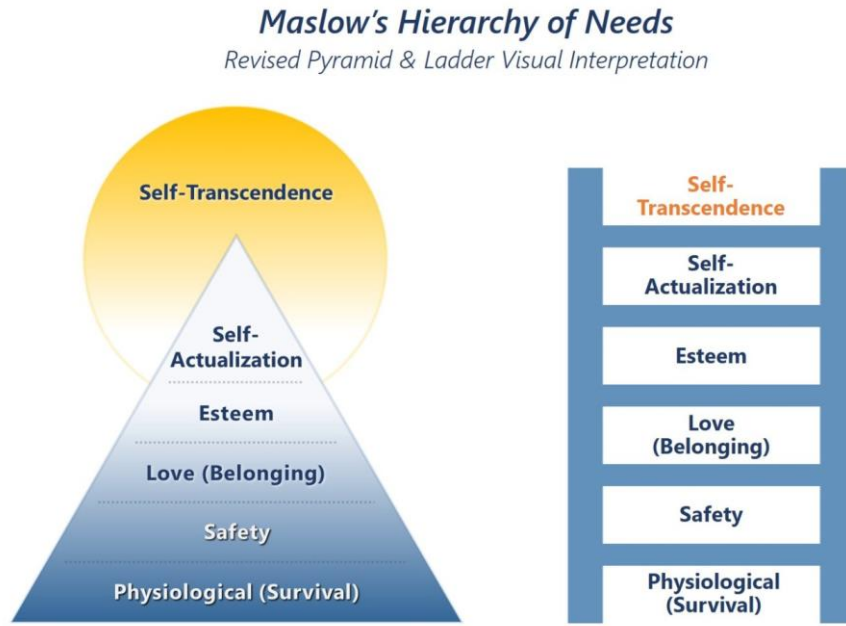 Maslow's Hierarchy of Needs
Revised Pyramid & Ladder Visual Interpretation
Self-Transcendence
Self-
Actualization
Esteem
Love (Belonging)
Safety
Physiological (Survival)
Self-
Transcendence
Self-
Actualization
Esteem
Love
(Belonging)
Safety
Physiological
(Survival)